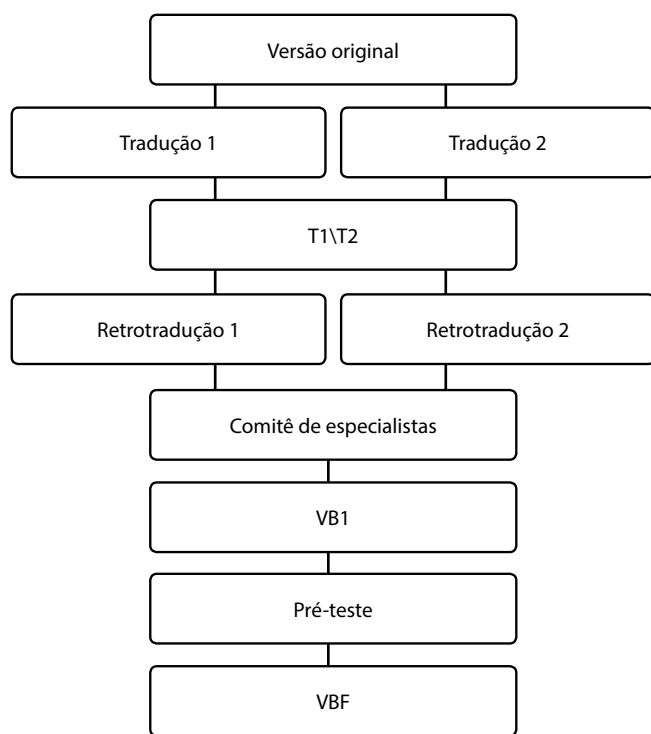 Versão original
Tradução 1
Tradução 2
T1\T2
Retrotradução 1
Retrotradução 2
Comitê de especialistas
VB1
Pré-teste
VBF